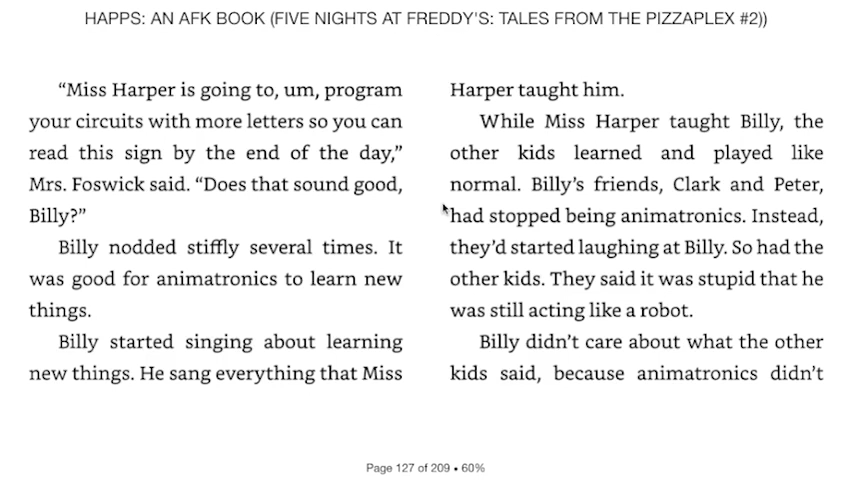 HAPPS: AN AFK BOOK (FIVE NIGHTS AT FREDDY'S: TALES FROM THE PIZZAPLEX #2))
“Miss Harper is going to, um, program
your circuits with more letters so you can
read this sign by the end of the day,”
Mrs. Foswick said. “Does that sound good,
Billy?”
Billy nodded stiffly several times. It
was good for animatronics to learn new
things.
Billy started singing about learning
new things. He sang everything that Miss
Harper taught him.
While Miss Harper taught Billy, the
other kids learned and played like
normal. Billy’s friends, Clark and Peter,
had stopped being animatronics. Instead,
they’d started laughing at Billy. So had the
other kids. They said it was stupid that he
was still acting like a robot.
Billy didn’t care about what the other
kids said, because animatronics didn’t
Page 127 of 209 • 60%